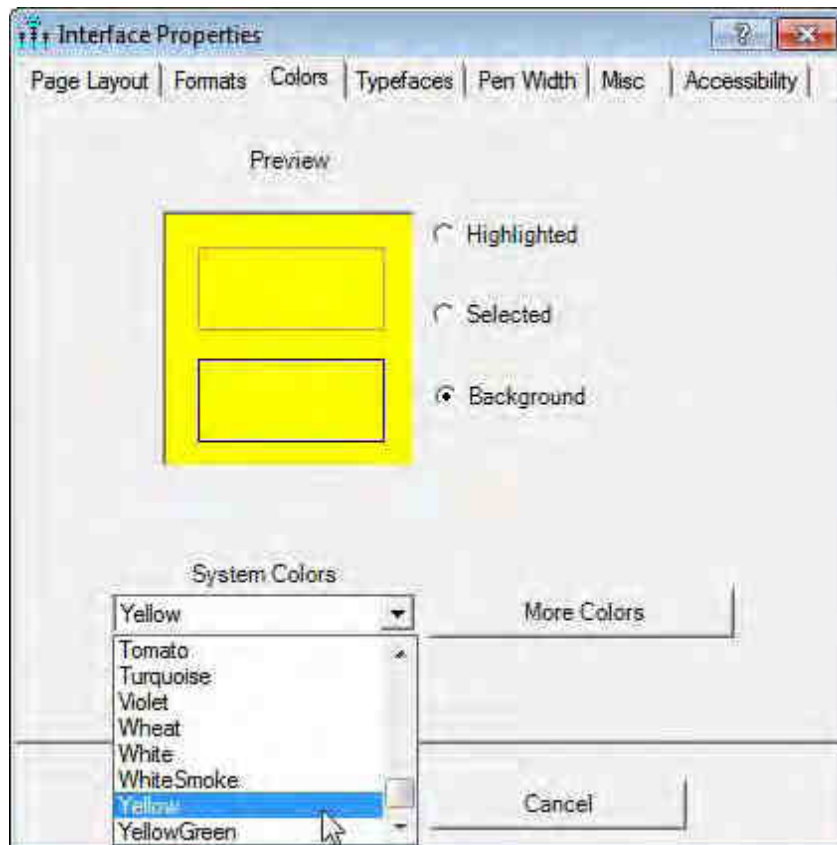 Interface Properties
?
Page Layout Formats Colors Typefaces Pen Width Misc Accessibility
Preview
Highlighted
Selected
Background
System Colors
Yellow
More Colors
Tomato
Turquoise
Violet
Wheat
White
WhiteSmoke
Yellow
YellowGreen
Cancel